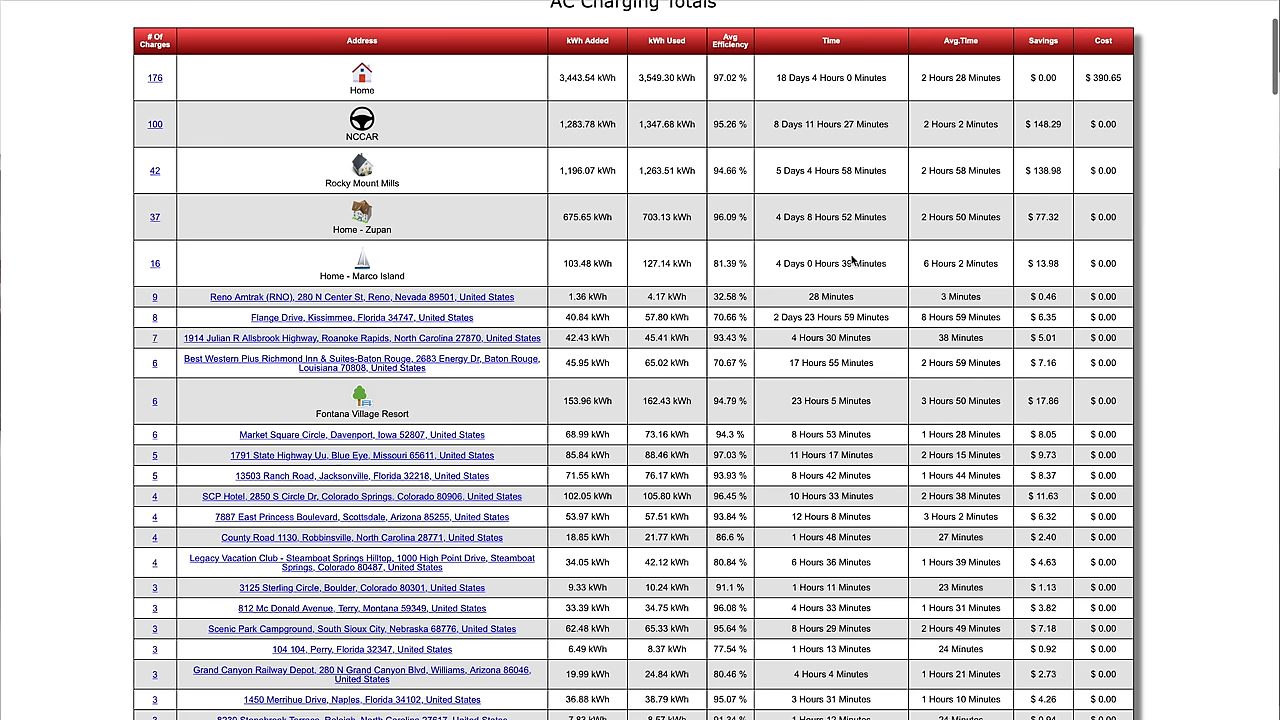 AC Charging Totals
# Of Charges Address kWh Added kWh Used Avg Efficiency Time Avg.Time Savings Cost
176 Home 3,443.54 kWh 3,549.30 kWh 97.02 % 18 Days 4 Hours 0 Minutes 2 Hours 28 Minutes $ 0.00 $ 390.65
100 NCCAR 1,283.78 kWh 1,347.68 kWh 95.26 % 8 Days 11 Hours 27 Minutes 2 Hours 2 Minutes $ 148.29 $ 0.00
42 Rocky Mount Mills 1,196.07 kWh 1,263.51 kWh 94.66 % 5 Days 4 Hours 58 Minutes 2 Hours 58 Minutes $ 138.98 $ 0.00
37 Home - Zupan 675.65 kWh 703.13 kWh 96.09 % 4 Days 8 Hours 52 Minutes 2 Hours 50 Minutes $ 77.32 $ 0.00
16 Home - Marco Island 103.48 kWh 127.14 kWh 81.39 % 4 Days 0 Hours 35 Minutes 6 Hours 2 Minutes $ 13.98 $ 0.00
9 Reno Amtrak (RNO), 280 N Center St, Reno, Nevada 89501, United States 1.36 kWh 4.17 kWh 32.58 % 28 Minutes 3 Minutes $ 0.46 $ 0.00
8 Flange Drive, Kissimmee, Florida 34747, United States 40.84 kWh 57.80 kWh 70.66 % 2 Days 23 Hours 59 Minutes 8 Hours 59 Minutes $ 6.35 $ 0.00
7 1914 Julian R Allsbrook Highway, Roanoke Rapids, North Carolina 27870, United States 42.43 kWh 45.41 kWh 93.43 % 4 Hours 30 Minutes 38 Minutes $ 5.01 $ 0.00
6 Best Western Plus Richmond Inn & Suites-Baton Rouge, 2683 Energy Dr, Baton Rouge, Louisiana 70808, United States 45.95 kWh 65.02 kWh 70.67 % 17 Hours 55 Minutes 2 Hours 59 Minutes $ 7.16 $ 0.00
6 Fontana Village Resort 153.96 kWh 162.43 kWh 94.79 % 23 Hours 5 Minutes 3 Hours 50 Minutes $ 17.86 $ 0.00
6 Market Square Circle, Davenport, Iowa 52807, United States 68.99 kWh 73.16 kWh 94.3 % 8 Hours 53 Minutes 1 Hours 28 Minutes $ 8.05 $ 0.00
5 1791 State Highway Uu, Blue Eye, Missouri 65611, United States 85.84 kWh 88.46 kWh 97.03 % 11 Hours 17 Minutes 2 Hours 15 Minutes $ 9.73 $ 0.00
5 13503 Ranch Road, Jacksonville, Florida 32218, United States 71.55 kWh 76.17 kWh 93.93 % 8 Hours 42 Minutes 1 Hours 44 Minutes $ 8.37 $ 0.00
4 SCP Hotel, 2850 S Circle Dr, Colorado Springs, Colorado 80906, United States 102.05 kWh 105.80 kWh 96.45 % 10 Hours 33 Minutes 2 Hours 38 Minutes $ 11.63 $ 0.00
4 7887 East Princess Boulevard, Scottsdale, Arizona 85255, United States 53.97 kWh 57.51 kWh 93.84 % 12 Hours 8 Minutes 3 Hours 2 Minutes $ 6.32 $ 0.00
4 County Road 1130, Robbinsville, North Carolina 28771, United States 18.85 kWh 21.77 kWh 86.6 % 1 Hours 48 Minutes 27 Minutes $ 2.40 $ 0.00
4 Legacy Vacation Club - Steamboat Springs Hilltop, 1000 High Point Drive, Steamboat Springs, Colorado 80487, United States 34.05 kWh 42.12 kWh 80.84 % 6 Hours 36 Minutes 1 Hours 39 Minutes $ 4.63 $ 0.00
3 3125 Sterling Circle, Boulder, Colorado 80301, United States 9.33 kWh 10.24 kWh 91.1 % 1 Hours 11 Minutes 23 Minutes $ 1.13 $ 0.00
3 812 Mc Donald Avenue, Terry, Montana 59349, United States 33.39 kWh 34.75 kWh 96.08 % 4 Hours 33 Minutes 1 Hours 31 Minutes $ 3.82 $ 0.00
3 Scenic Park Campground, South Sioux City, Nebraska 68776, United States 62.48 kWh 65.33 kWh 95.64 % 8 Hours 29 Minutes 2 Hours 49 Minutes $ 7.18 $ 0.00
3 104 104, Perry, Florida 32347, United States 6.49 kWh 8.37 kWh 77.54 % 1 Hours 13 Minutes 24 Minutes $ 0.92 $ 0.00
3 Grand Canyon Railway Depot, 280 N Grand Canyon Blvd, Williams, Arizona 86046, United States 19.99 kWh 24.84 kWh 80.46 % 4 Hours 4 Minutes 1 Hours 21 Minutes $ 2.73 $ 0.00
3 1450 Merrihue Drive, Naples, Florida 34102, United States 36.88 kWh 38.79 kWh 95.07 % 3 Hours 31 Minutes 1 Hours 10 Minutes $ 4.26 $ 0.00